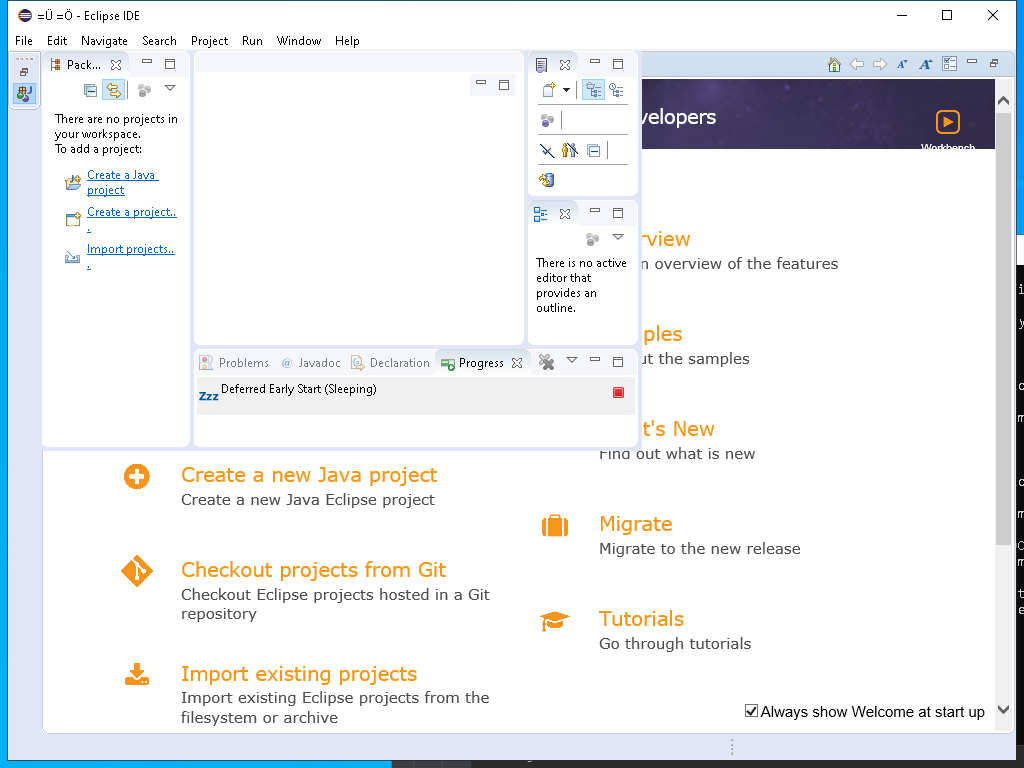 =Ü =Ö - Eclipse IDE
File Edit Navigate Search Project Run Window Help
Pack...
There are no projects in
your workspace.
To add a project:
Create a Java
project
Create a project..
.
Import projects..
.
There is no active
editor that
provides an
outline.
Problems @ Javadoc Declaration Progress
Zzz Deferred Early Start (Sleeping)
velopers
Workbench
rview
n overview of the features
ples
ut the samples
t's New
Find out what is new
Create a new Java project
Create a new Java Eclipse project
Migrate
Migrate to the new release
Checkout projects from Git
Checkout Eclipse projects hosted in a Git
repository
Tutorials
Go through tutorials
Import existing projects
Import existing Eclipse projects from the
filesystem or archive
Always show Welcome at start up